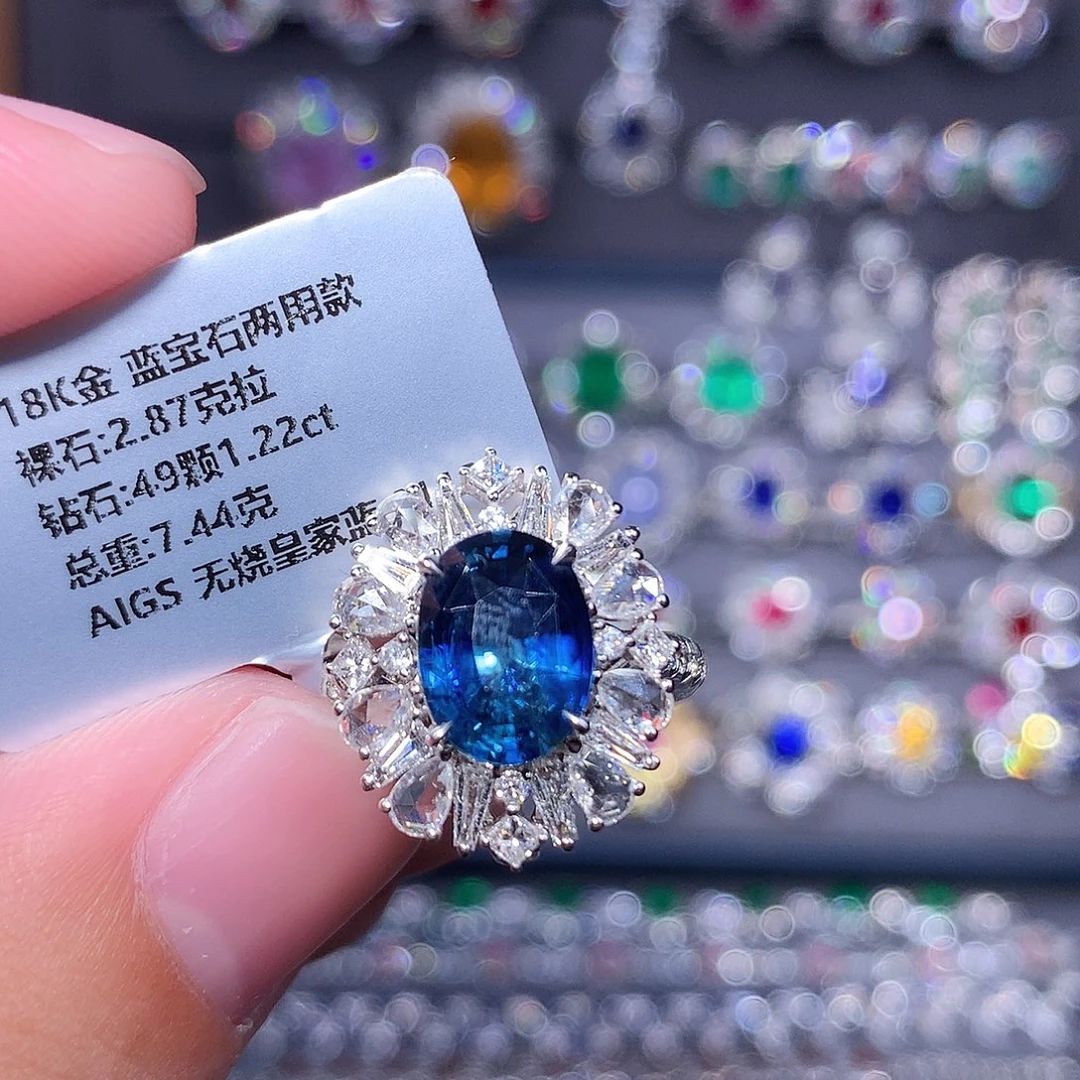 18K金 蓝宝石两用款
裸石:2.87克拉
钻石:49颗1.22ct
总重:7.44克
AIGS 无烧皇家蓝